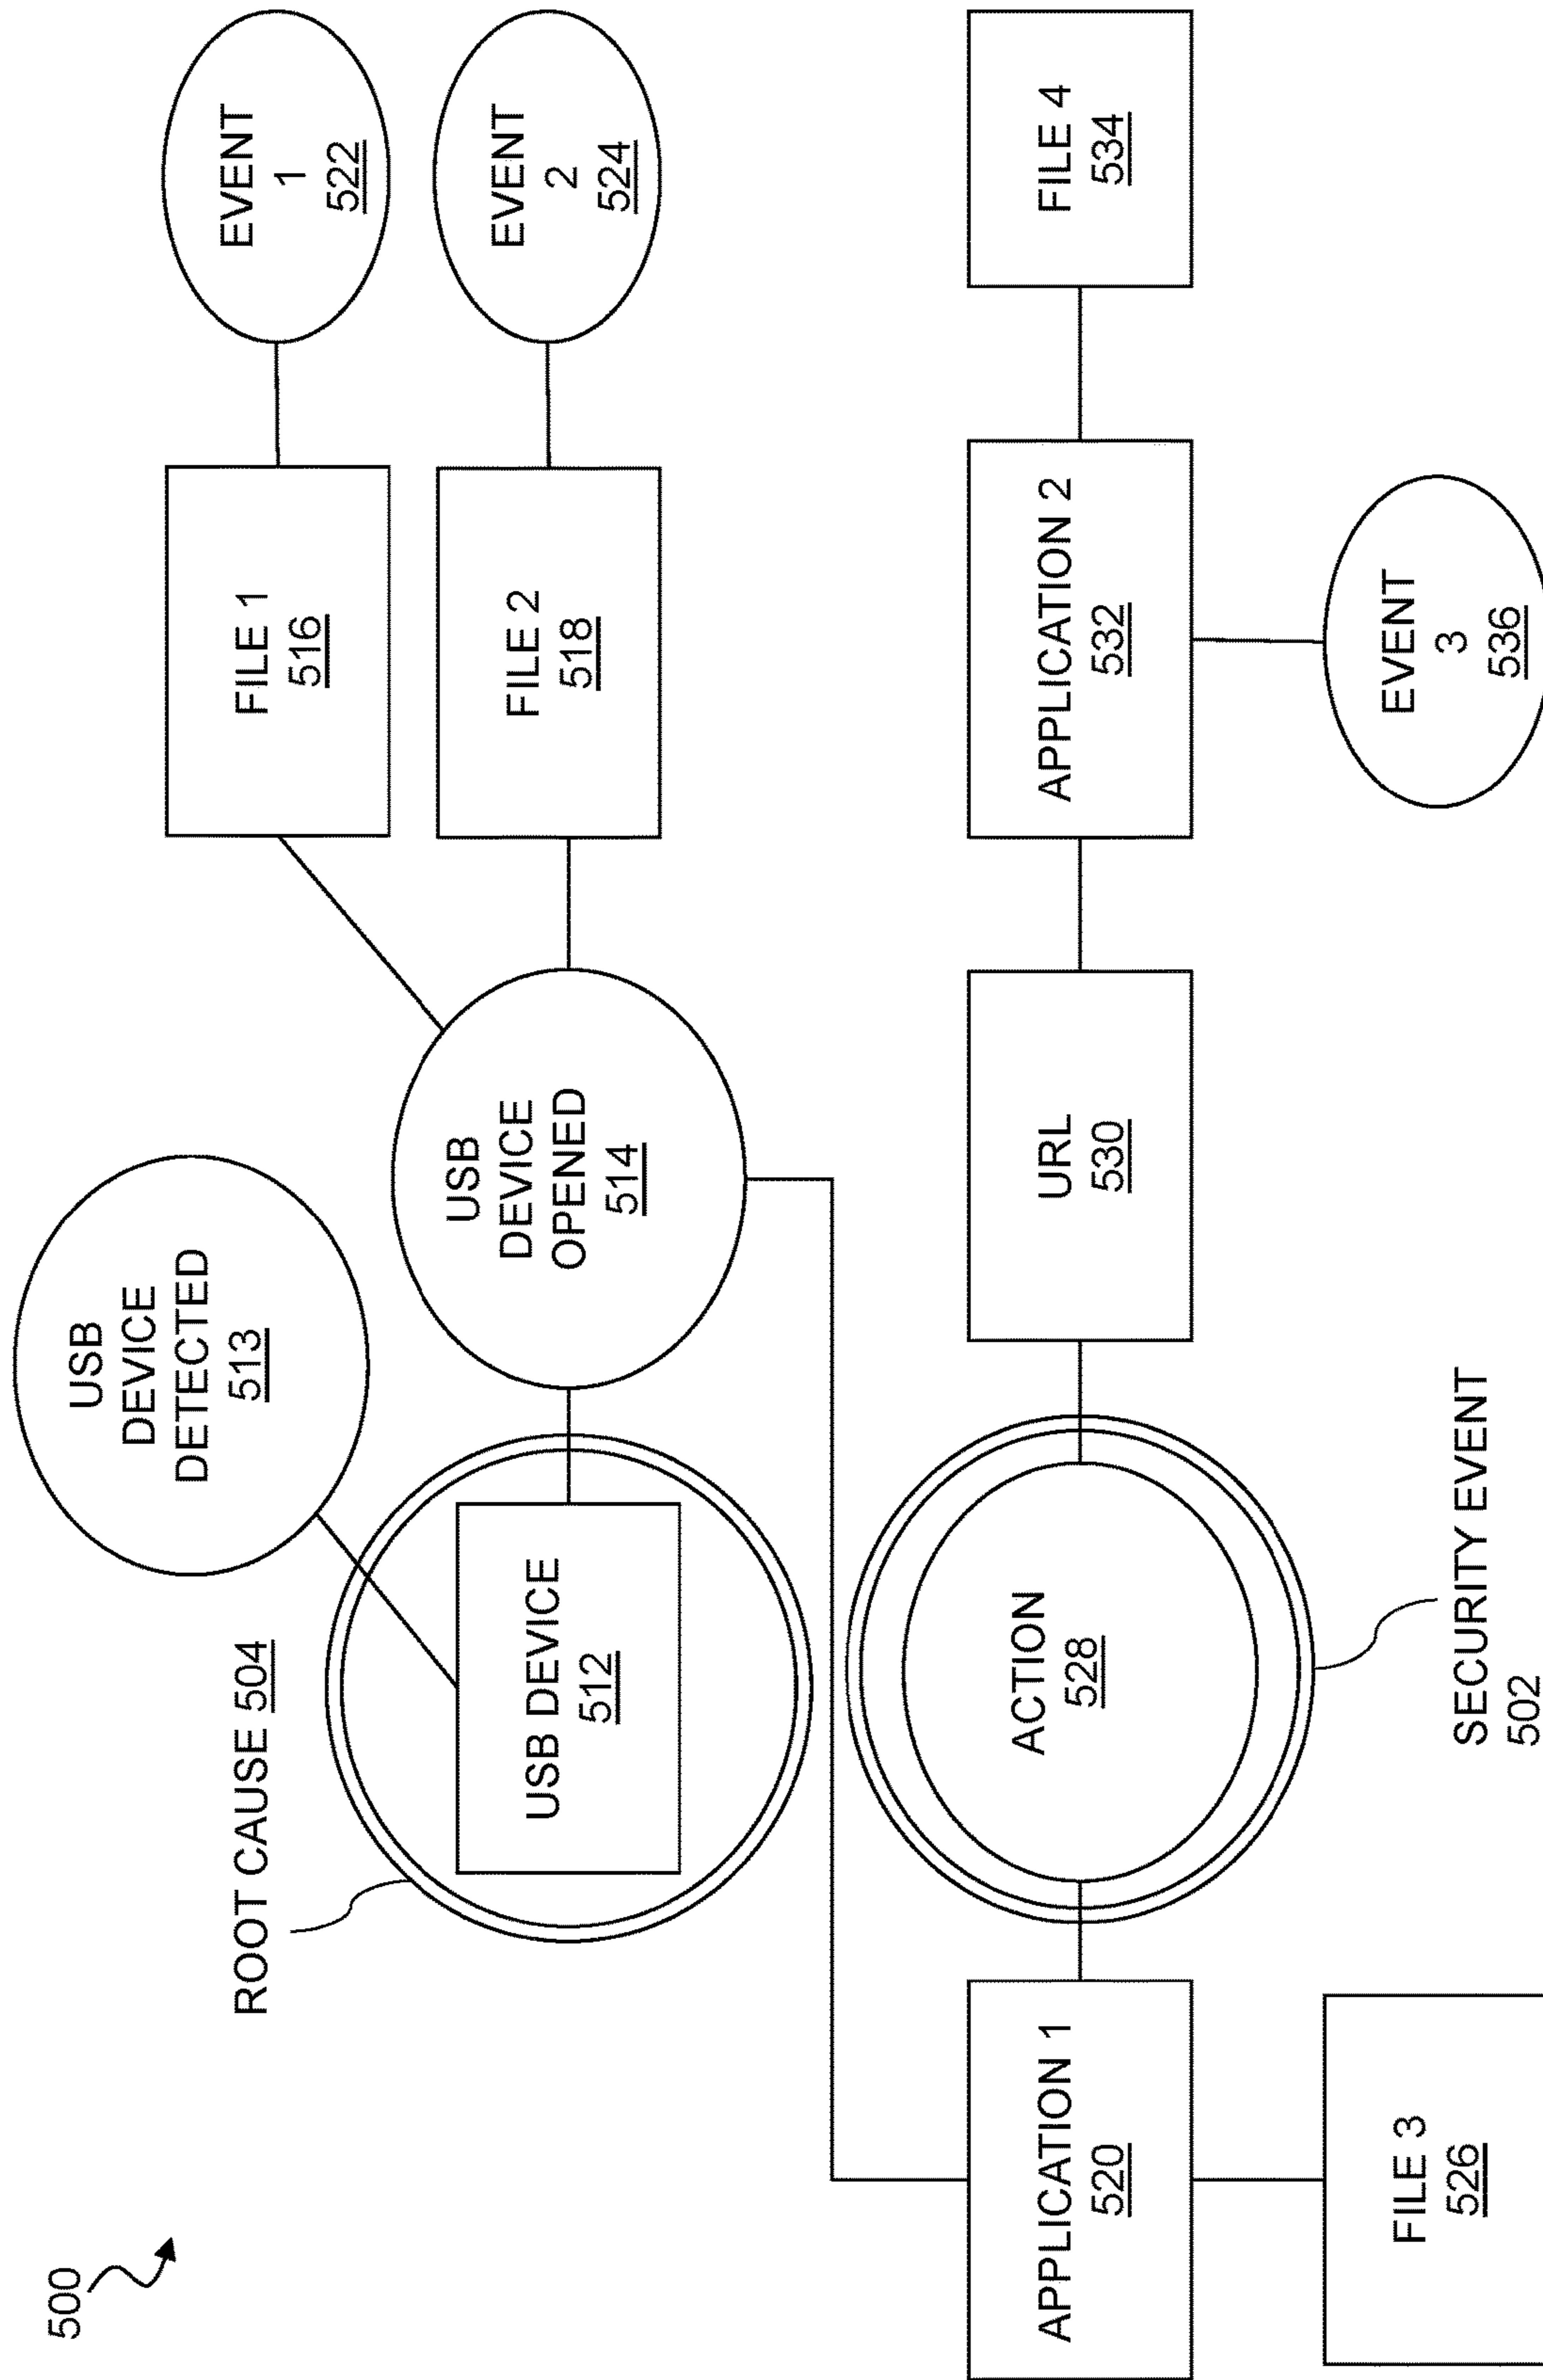 500
ROOT CAUSE 504
USB
DEVICE
DETECTED
513
USB DEVICE
512
USB
DEVICE
OPENED
514
FILE 1
516
EVENT
1
522
FILE 2
518
EVENT
2
524
APPLICATION 1
520
ACTION
528
URL
530
APPLICATION 2
532
FILE 4
534
FILE 3
526
SECURITY EVENT
502
EVENT
3
536